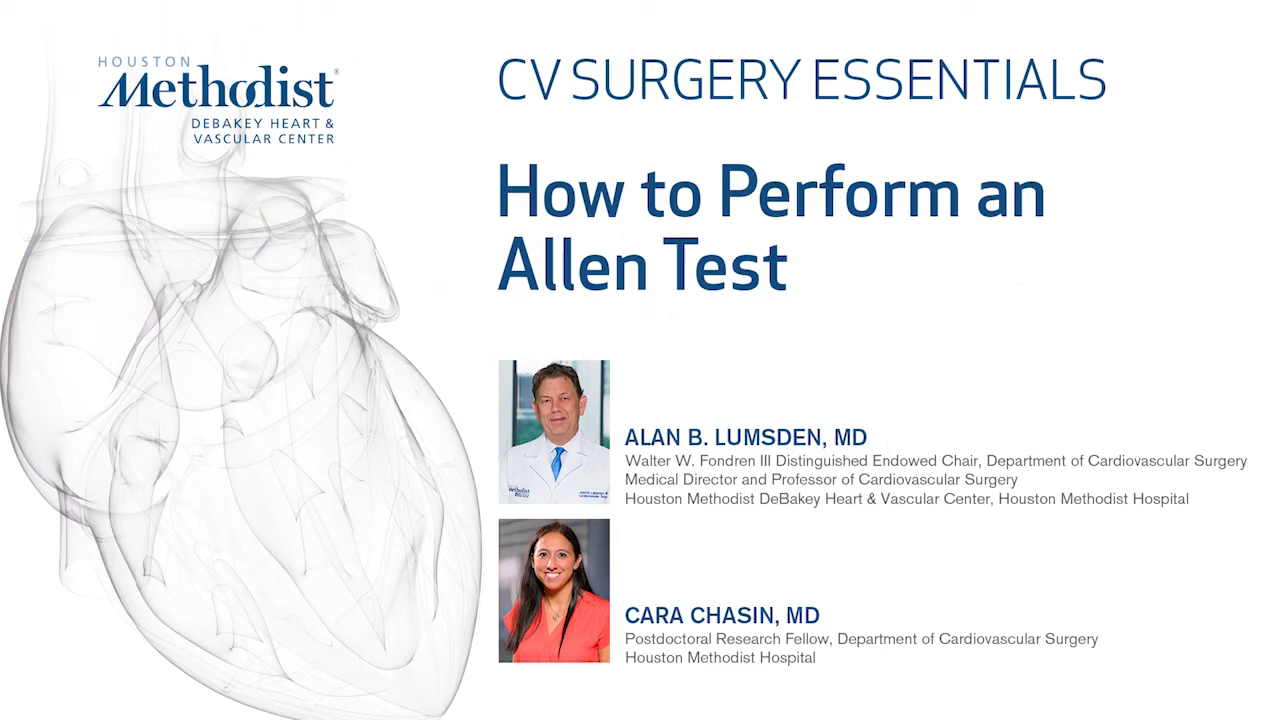 HOUSTON
Methodist®
DEBAKEY HEART &
VASCULAR CENTER
CV SURGERY ESSENTIALS
How to Perform an
Allen Test
ALAN B. LUMSDEN, MD
Walter W. Fondren III Distinguished Endowed Chair, Department of Cardiovascular Surgery
Medical Director and Professor of Cardiovascular Surgery
Houston Methodist DeBakey Heart & Vascular Center, Houston Methodist Hospital
CARA CHASIN, MD
Postdoctoral Research Fellow, Department of Cardiovascular Surgery
Houston Methodist Hospital